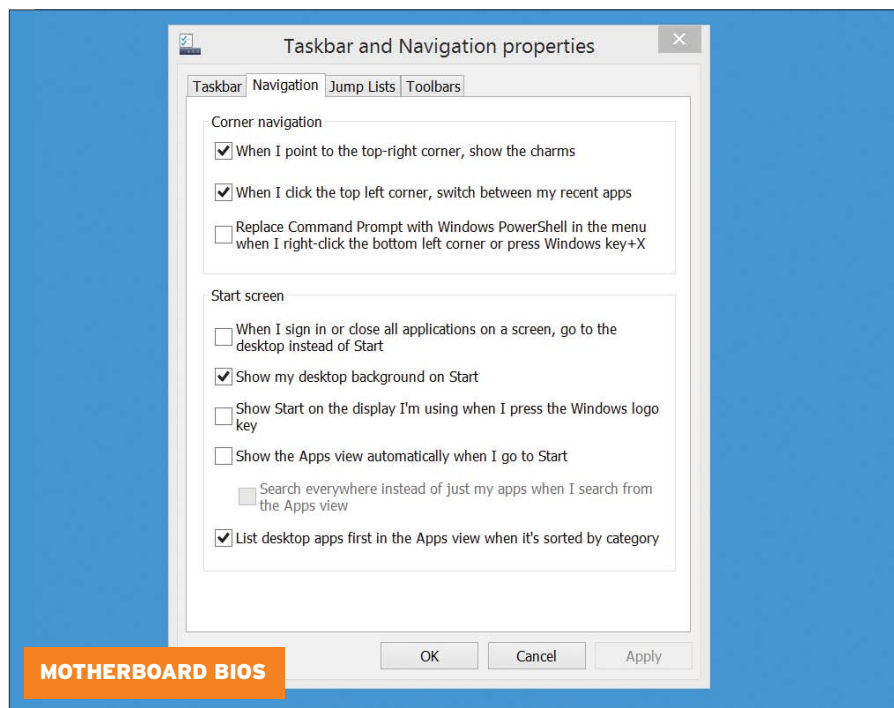 Taskbar and Navigation properties
Taskbar
Navigation
Jump Lists
Toolbars
Corner navigation
When I point to the top-right corner, show the charms
When I click the top left corner, switch between my recent apps
Replace Command Prompt with Windows PowerShell in the menu
when I right-click the bottom left corner or press Windows key+X
Start screen
When I sign in or close all applications on a screen, go to the
desktop instead of Start
Show my desktop background on Start
Show Start on the display I'm using when I press the Windows logo
key
Show the Apps view automatically when I go to Start
Search everywhere instead of just my apps when I search from
the Apps view
List desktop apps first in the Apps view when it's sorted by category
OK
Cancel
Apply
MOTHERBOARD BIOS